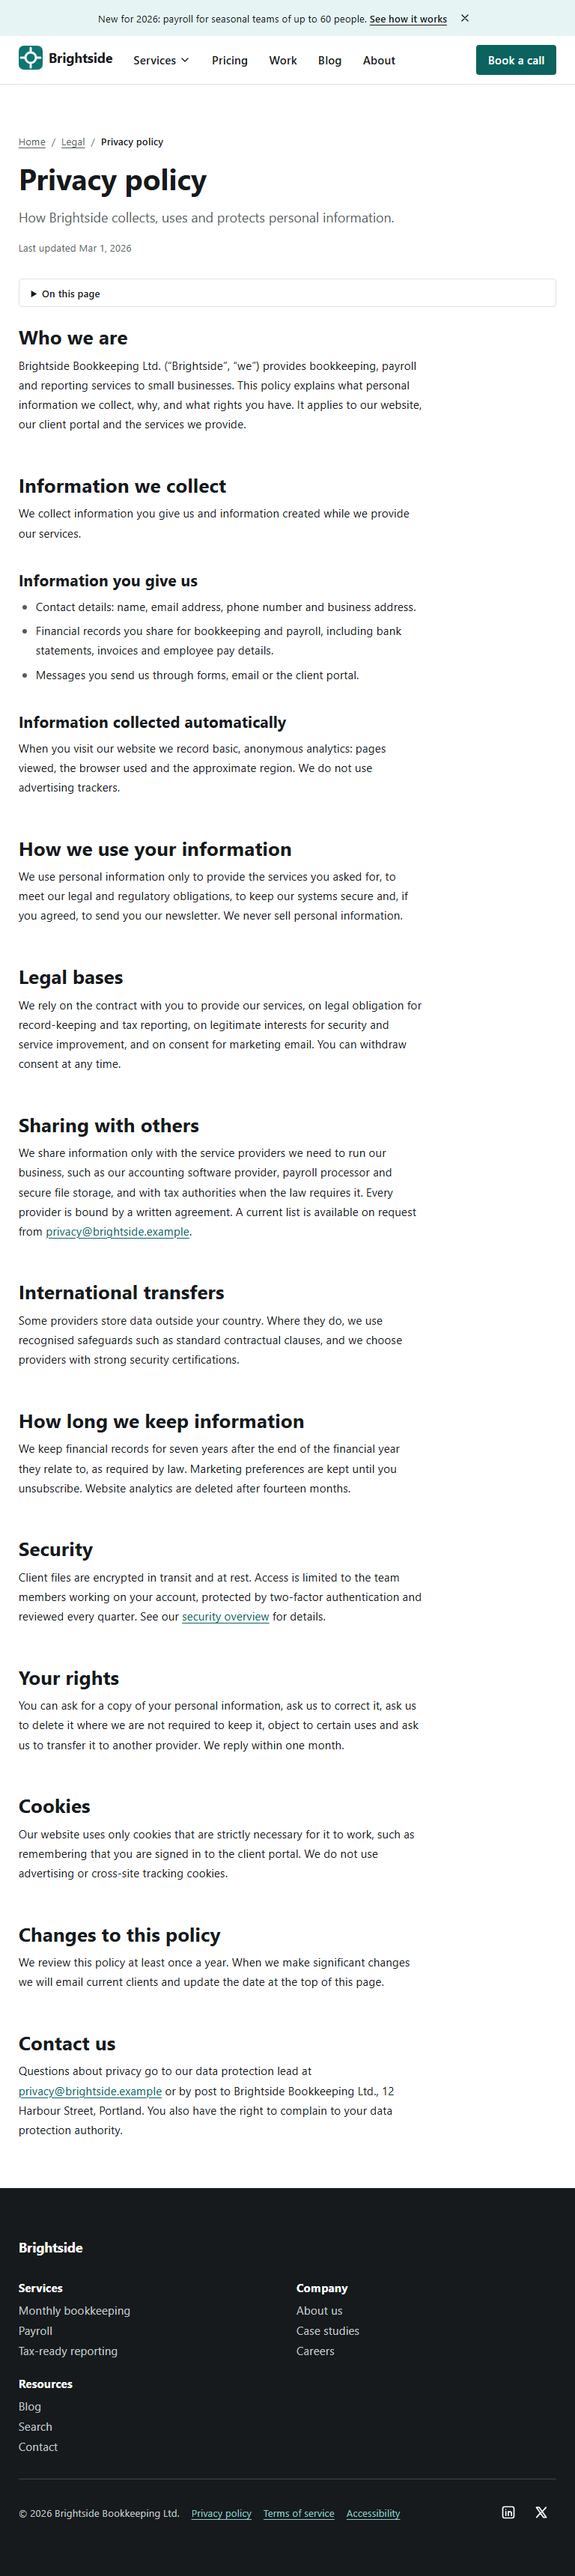 New for 2026: payroll for seasonal teams of up to 60 people. See how it works
Brightside
Services
Pricing
Work
Blog
About
Book a call
Home / Legal / Privacy policy
Privacy policy
How Brightside collects, uses and protects personal information.
Last updated Mar 1, 2026
On this page
Who we are
Brightside Bookkeeping Ltd. (“Brightside”, “we”) provides bookkeeping, payroll
and reporting services to small businesses. This policy explains what personal
information we collect, why, and what rights you have. It applies to our website,
our client portal and the services we provide.
Information we collect
We collect information you give us and information created while we provide
our services.
Information you give us
• Contact details: name, email address, phone number and business address.
• Financial records you share for bookkeeping and payroll, including bank
statements, invoices and employee pay details.
• Messages you send us through forms, email or the client portal.
Information collected automatically
When you visit our website we record basic, anonymous analytics: pages
viewed, the browser used and the approximate region. We do not use
advertising trackers.
How we use your information
We use personal information only to provide the services you asked for, to
meet our legal and regulatory obligations, to keep our systems secure and, if
you agreed, to send you our newsletter. We never sell personal information.
Legal bases
We rely on the contract with you to provide our services, on legal obligation for
record-keeping and tax reporting, on legitimate interests for security and
service improvement, and on consent for marketing email. You can withdraw
consent at any time.
Sharing with others
We share information only with the service providers we need to run our
business, such as our accounting software provider, payroll processor and
secure file storage, and with tax authorities when the law requires it. Every
provider is bound by a written agreement. A current list is available on request
from privacy@brightside.example.
International transfers
Some providers store data outside your country. Where they do, we use
recognised safeguards such as standard contractual clauses, and we choose
providers with strong security certifications.
How long we keep information
We keep financial records for seven years after the end of the financial year
they relate to, as required by law. Marketing preferences are kept until you
unsubscribe. Website analytics are deleted after fourteen months.
Security
Client files are encrypted in transit and at rest. Access is limited to the team
members working on your account, protected by two-factor authentication and
reviewed every quarter. See our security overview for details.
Your rights
You can ask for a copy of your personal information, ask us to correct it, ask us
to delete it where we are not required to keep it, object to certain uses and ask
us to transfer it to another provider. We reply within one month.
Cookies
Our website uses only cookies that are strictly necessary for it to work, such as
remembering that you are signed in to the client portal. We do not use
advertising or cross-site tracking cookies.
Changes to this policy
We review this policy at least once a year. When we make significant changes
we will email current clients and update the date at the top of this page.
Contact us
Questions about privacy go to our data protection lead at
privacy@brightside.example or by post to Brightside Bookkeeping Ltd., 12
Harbour Street, Portland. You also have the right to complain to your data
protection authority.
Brightside
Services
Monthly bookkeeping
Payroll
Tax-ready reporting
Company
About us
Case studies
Careers
Resources
Blog
Search
Contact
© 2026 Brightside Bookkeeping Ltd.
Privacy policy
Terms of service
Accessibility